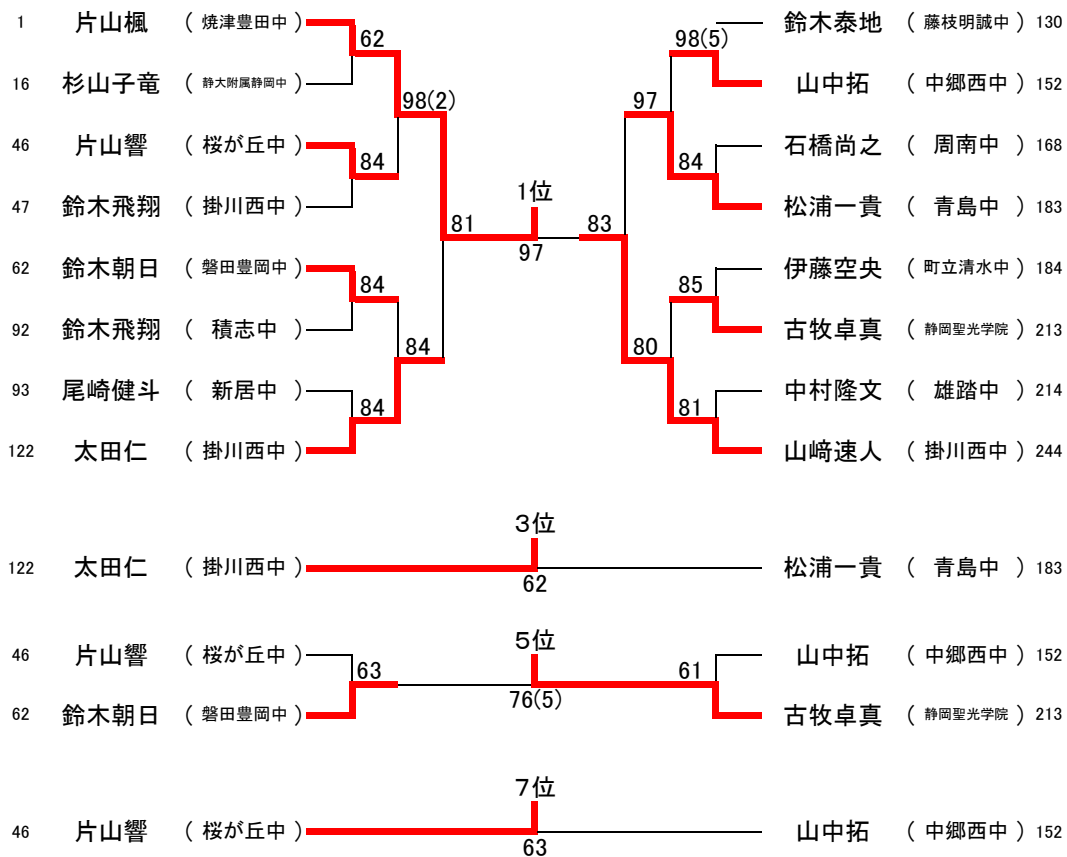 1 片山楓 ( 焼津豊田中 ) 鈴木泰地 ( 藤枝明誠中 ) 130
62 98(5)
16 杉山子竜 ( 静大附属静岡中 ) 山中拓 ( 中郷西中 ) 152
98(2) 97
46 片山響 ( 桜が丘中 ) 石橋尚之 ( 周南中 ) 168
84 84
1位
47 鈴木飛翔 ( 掛川西中 ) 松浦一貴 ( 青島中 ) 183
81 83
97
62 鈴木朝日 ( 磐田豊岡中 ) 伊藤空央 ( 町立清水中 ) 184
84 85
92 鈴木飛翔 ( 積志中 ) 古牧卓真 ( 静岡聖光学院 ) 213
84 80
93 尾崎健斗 ( 新居中 ) 中村隆文 ( 雄踏中 ) 214
84 81
122 太田仁 ( 掛川西中 ) 山﨑速人 ( 掛川西中 ) 244
3位
122 太田仁 ( 掛川西中 ) 松浦一貴 ( 青島中 ) 183
62
5位
46 片山響 ( 桜が丘中 ) 山中拓 ( 中郷西中 ) 152
63 61
76(5)
62 鈴木朝日 ( 磐田豊岡中 ) 古牧卓真 ( 静岡聖光学院 ) 213
7位
46 片山響 ( 桜が丘中 ) 山中拓 ( 中郷西中 ) 152
63